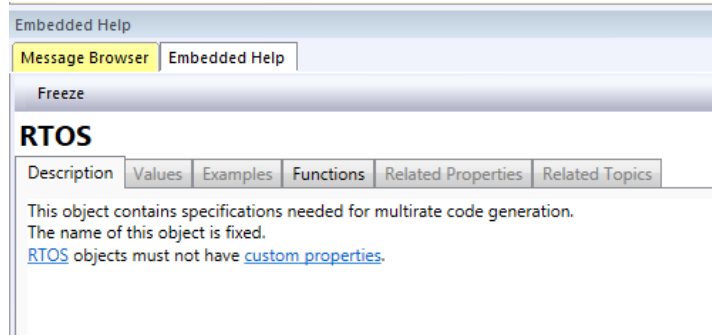 Embedded Help
Message Browser Embedded Help
Freeze
RTOS
Description Values Examples Functions Related Properties Related Topics
This object contains specifications needed for multirate code generation.
The name of this object is fixed.
RTOS objects must not have custom properties.